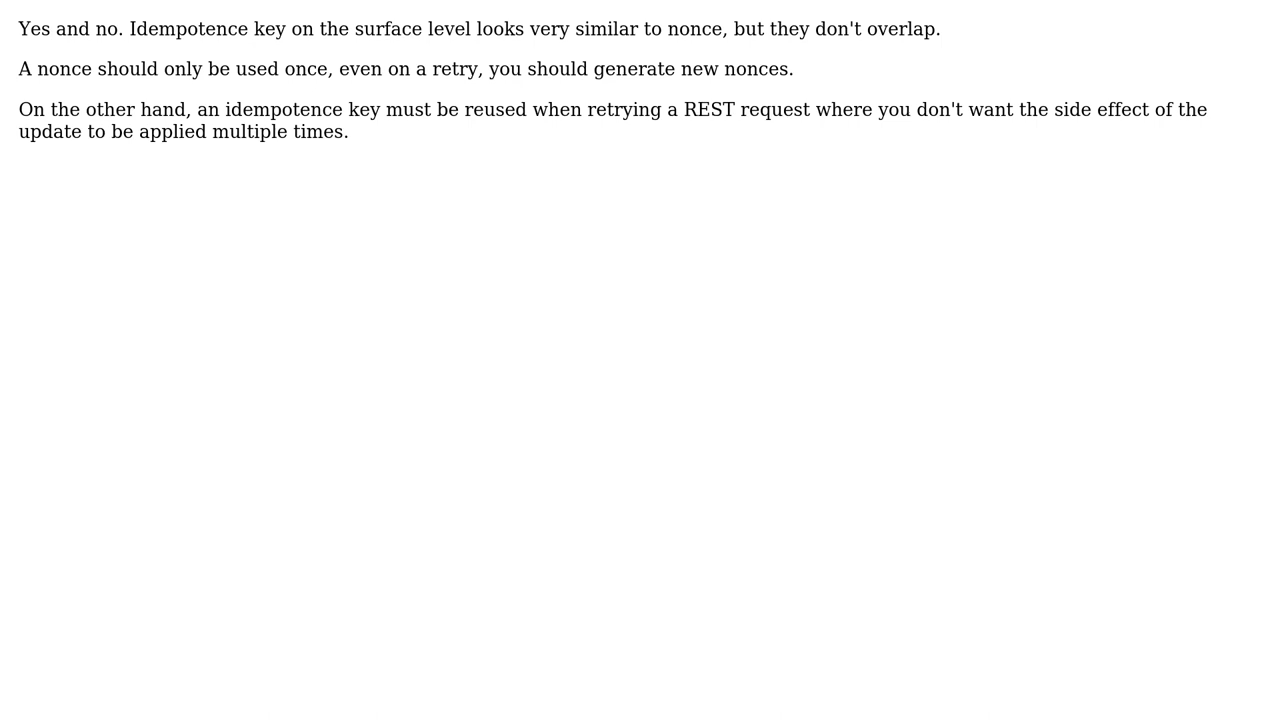 Yes and no. Idempotence key on the surface level looks very similar to nonce, but they don't overlap.
A nonce should only be used once, even on a retry, you should generate new nonces.
On the other hand, an idempotence key must be reused when retrying a REST request where you don't want the side effect of the
update to be applied multiple times.